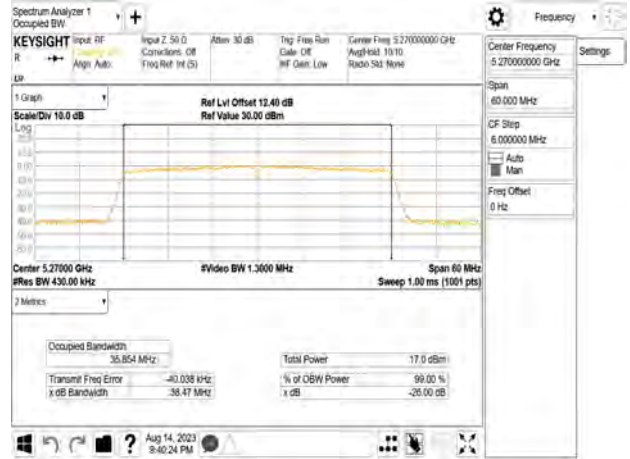 Spectrum Analyzer 1
Occupied BW
Frequency
KEYSIGHT
Input: RF
Input Z: 50 Ω
Atten: 30 dB
Trig: Free Run
Center Freq: 5.270000000 GHz
R
Corrections: Off
Gate: Off
Avg|Hold: 10/10
Align: Auto
Freq Ref: Int (S)
#IF Gain: Low
Radio Std: None
Center Frequency
5.270000000 GHz
Settings
Span
60.000 MHz
CF Step
6.000000 MHz
Auto
Man
Freq Offset
0 Hz
1 Graph
Ref Lvl Offset 12.40 dB
Scale/Div 10.0 dB
Ref Value 30.00 dBm
Log
Center 5.27000 GHz
#Video BW 1.3000 MHz
Span 60 MHz
#Res BW 430.00 kHz
Sweep 1.00 ms (1001 pts)
2 Metrics
Occupied Bandwidth
35.854 MHz
Total Power
17.0 dBm
Transmit Freq Error
-40.038 kHz
% of OBW Power
99.00 %
x dB Bandwidth
38.47 MHz
x dB
-26.00 dB
?
Aug 14, 2023
9:40:24 PM